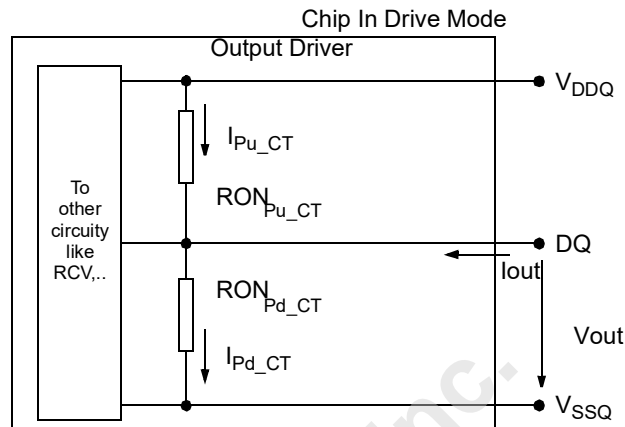 Chip In Drive Mode
Output Driver
VDDQ
IPu_CT
To
other
circuity
like
RCV,..
RONPu_CT
DQ
Iout
RONPd_CT
Vout
IPd_CT
VSSQ
inc.